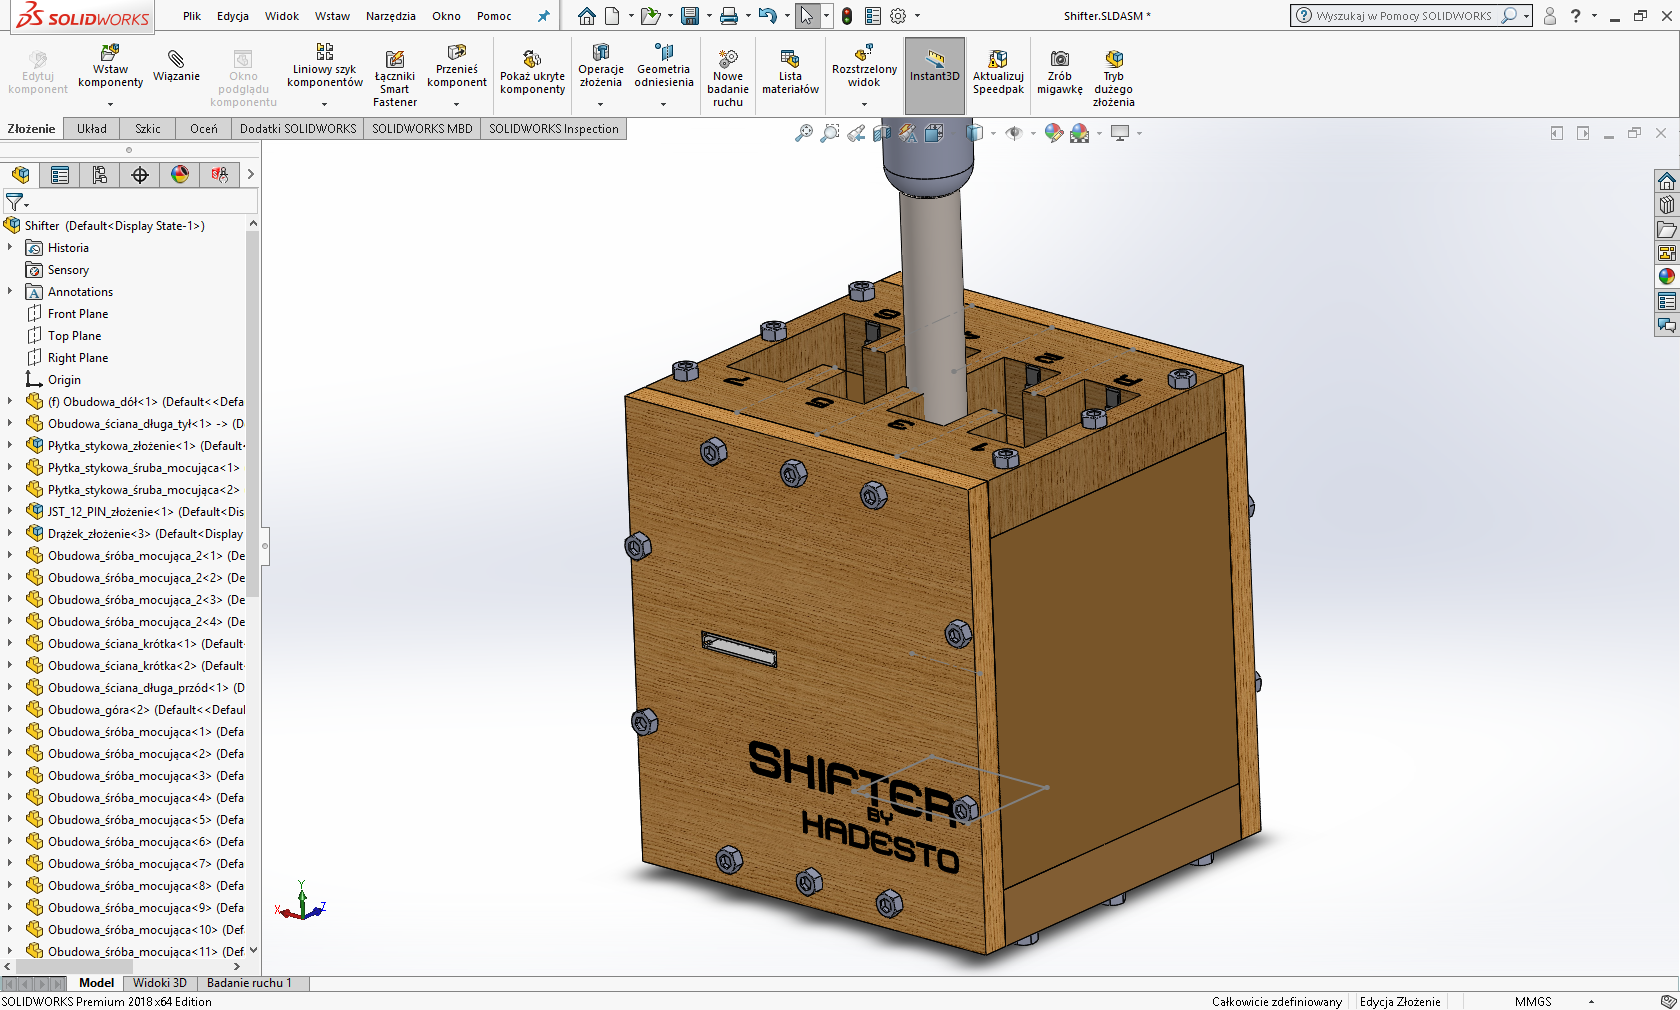 SOLIDWORKS
Plik Edycja Widok Wstaw Narzędzia Okno Pomoc
Shifter.SLDASM *
Wyszukaj w Pomocy SOLIDWORKS
Edytuj komponent
Wstaw komponenty
Wiązanie
Okno podglądu komponentu
Liniowy szyk komponentów
Łączniki Smart Fastener
Przenieś komponent
Pokaż ukryte komponenty
Operacje złożenia
Geometria odniesienia
Nowe badanie ruchu
Lista materiałów
Rozstrzelony widok
Instant3D
Aktualizuj Speedpak
Zrób migawkę
Tryb dużego złożenia
Złożenie Układ Szkic Oceń Dodatki SOLIDWORKS SOLIDWORKS MBD SOLIDWORKS Inspection
Shifter (Default<Display State-1>)
Historia
Sensory
Annotations
Front Plane
Top Plane
Right Plane
Origin
(f) Obudowa_dół<1> (Default<<Defa
Obudowa_ściana_długa_tył<1> -> (D
Płytka_stykowa_złożenie<1> (Default
Płytka_stykowa_śruba_mocująca<1>
Płytka_stykowa_śruba_mocująca<2>
JST_12_PIN_złożenie<1> (Default<Dis
Drążek_złożenie<3> (Default<Display
Obudowa_śróba_mocująca_2<1> (De
Obudowa_śróba_mocująca_2<2> (De
Obudowa_śróba_mocująca_2<3> (De
Obudowa_śróba_mocująca_2<4> (De
Obudowa_ściana_krótka<1> (Default
Obudowa_ściana_krótka<2> (Default
Obudowa_ściana_długa_przód<1> (D
Obudowa_góra<2> (Default<<Defaul
Obudowa_śróba_mocująca<1> (Defa
Obudowa_śróba_mocująca<2> (Defa
Obudowa_śróba_mocująca<3> (Defa
Obudowa_śróba_mocująca<4> (Defa
Obudowa_śróba_mocująca<5> (Defa
Obudowa_śróba_mocująca<6> (Defa
Obudowa_śróba_mocująca<7> (Defa
Obudowa_śróba_mocująca<8> (Defa
Obudowa_śróba_mocująca<9> (Defa
Obudowa_śróba_mocująca<10> (Def
Obudowa_śróba_mocująca<11> (Def
R
2
7
3
1
SHIFTER
BY
HADESTO
Y
X
Z
Model Widoki 3D Badanie ruchu 1
SOLIDWORKS Premium 2018 x64 Edition
Całkowicie zdefiniowany Edycja Złożenie MMGS